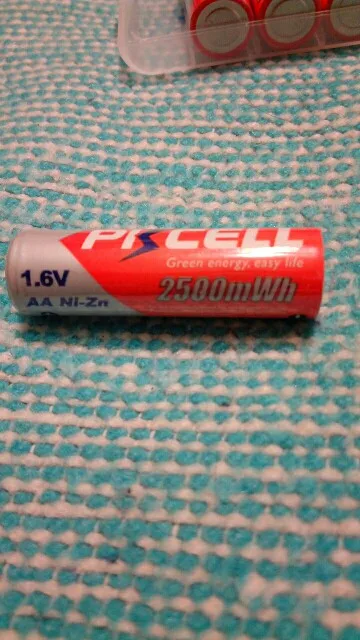 PKCELL
Green energy, easy life
1.6V
2500mWh
AA Ni-Zn